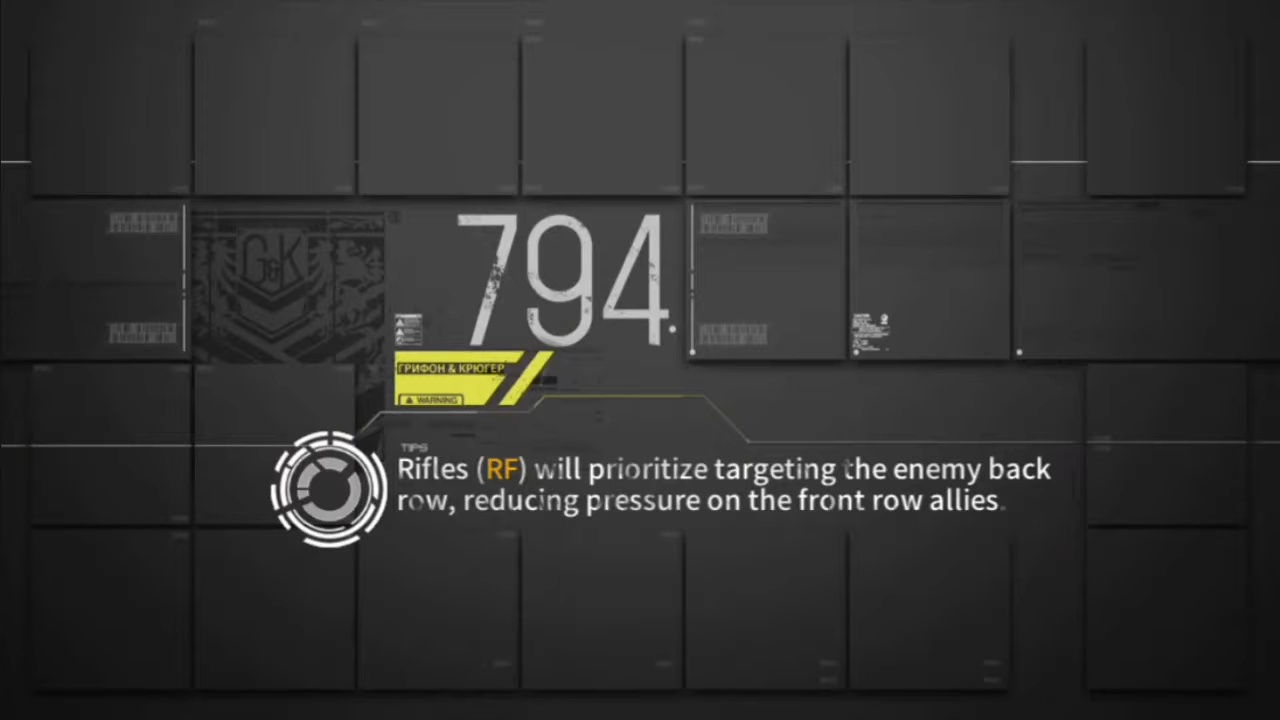 G&K
794.
ГРИФОН & КРЮГЕР
WARNING
TIPS
Rifles (RF) will prioritize targeting the enemy back
row, reducing pressure on the front row allies.